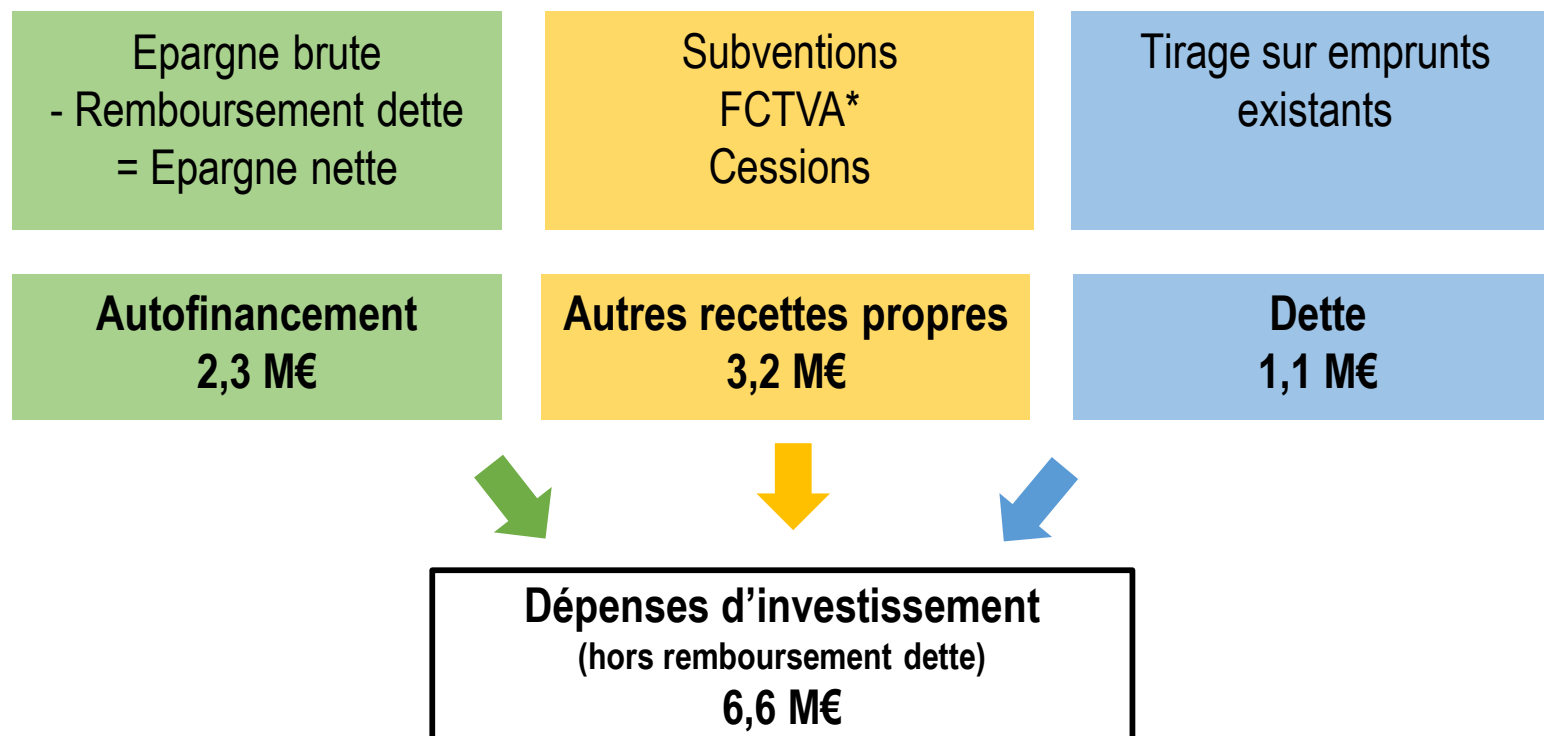 Epargne brute
- Remboursement dette
= Epargne nette
Subventions
FCTVA*
Cessions
Tirage sur emprunts
existants
Autofinancement
2,3 M€
Autres recettes propres
3,2 M€
Dette
1,1 M€
Dépenses d’investissement
(hors remboursement dette)
6,6 M€